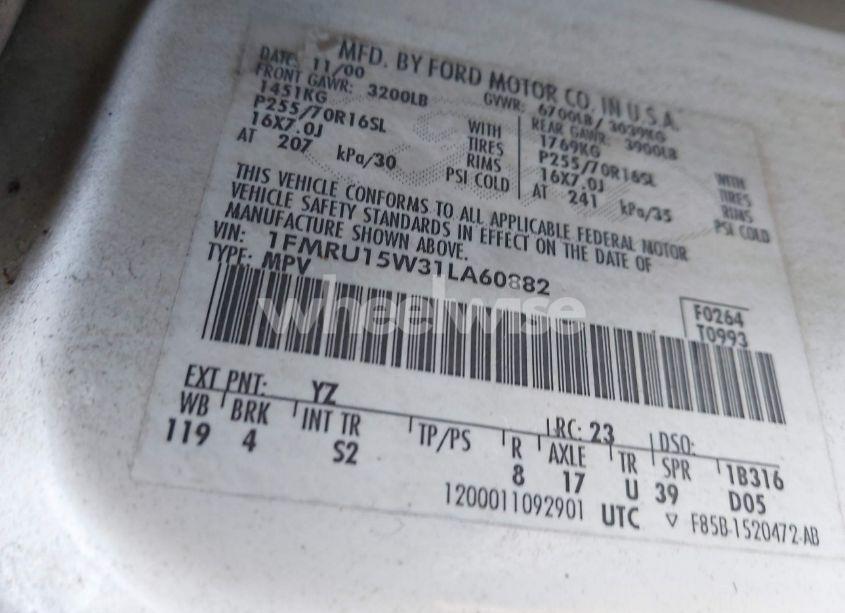 MFD. BY FORD MOTOR CO. IN U.S.A.
DATE: 11/00 GVWR: 6700LB / 3039KG
FRONT GAWR: 3200LB REAR GAWR: 3900LB
1451KG WITH 1769KG WITH
P255/70R16SL TIRES P255/70R16SL TIRES
16X7.0J RIMS 16X7.0J RIMS
AT 207 kPa/30 PSI COLD AT 241 kPa/35 PSI COLD
THIS VEHICLE CONFORMS TO ALL APPLICABLE FEDERAL MOTOR
VEHICLE SAFETY STANDARDS IN EFFECT ON THE DATE OF
MANUFACTURE SHOWN ABOVE.
VIN: 1FMRU15W31LA60882
TYPE: MPV
F0264
T0993
wheelwise
EXT PNT: YZ RC: 23 DSO:
WB BRK INT TR TP/PS R AXLE TR SPR 1B316
119 4 S2 8 17 U 39 D05
1200011092901 UTC ▽ F85B-1520472-AB